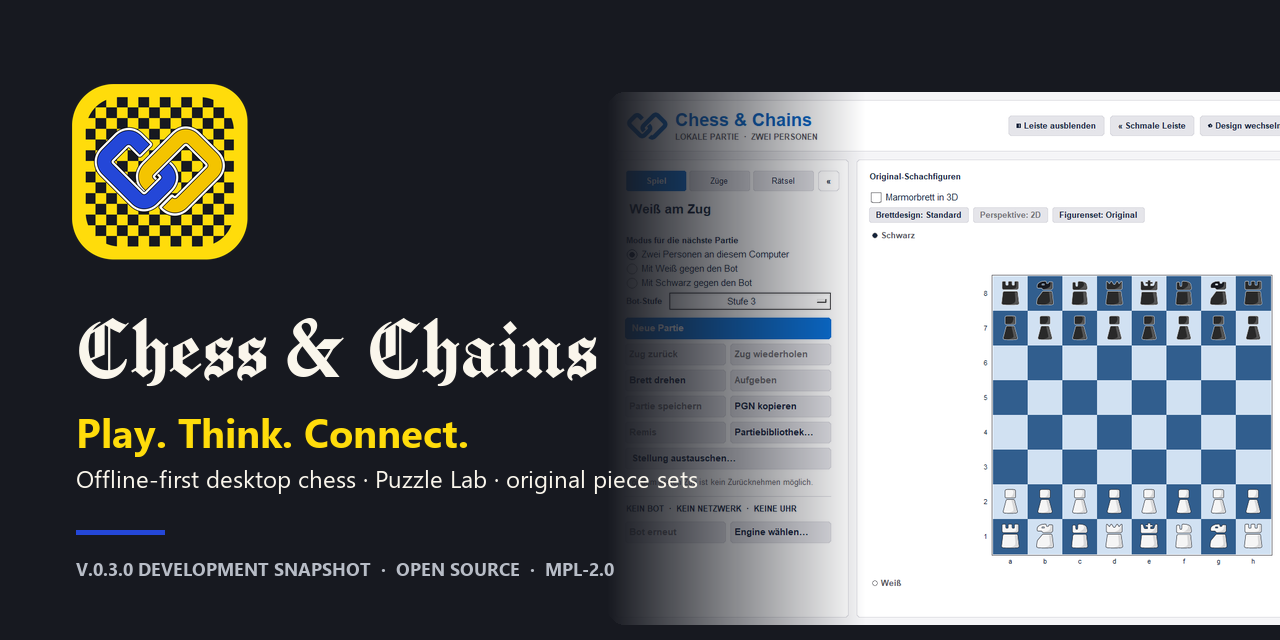 Chess & Chains
Play. Think. Connect.
Offline-first desktop chess · Puzzle Lab · original piece sets
V.0.3.0 DEVELOPMENT SNAPSHOT · OPEN SOURCE · MPL-2.0
Chess & Chains
LOKALE PARTIE · ZWEI PERSONEN
Leiste ausblenden
« Schmale Leiste
Design wechseln
Spiel
Züge
Rätsel
«
Weiß am Zug
Modus für die nächste Partie
Zwei Personen an diesem Computer
Mit Weiß gegen den Bot
Mit Schwarz gegen den Bot
Bot-Stufe
Stufe 3
Neue Partie
Zug zurück
Zug wiederholen
Brett drehen
Aufgeben
Partie speichern
PGN kopieren
Remis
Partiebibliothek…
Stellung austauschen…
ist kein Zurücknehmen möglich.
KEIN BOT · KEIN NETZWERK · KEINE UHR
Bot erneut
Engine wählen…
Original-Schachfiguren
Marmorbrett in 3D
Brettdesign: Standard
Perspektive: 2D
Figurenset: Original
Schwarz
8
7
6
5
4
3
2
1
a b c d e f g h
Weiß